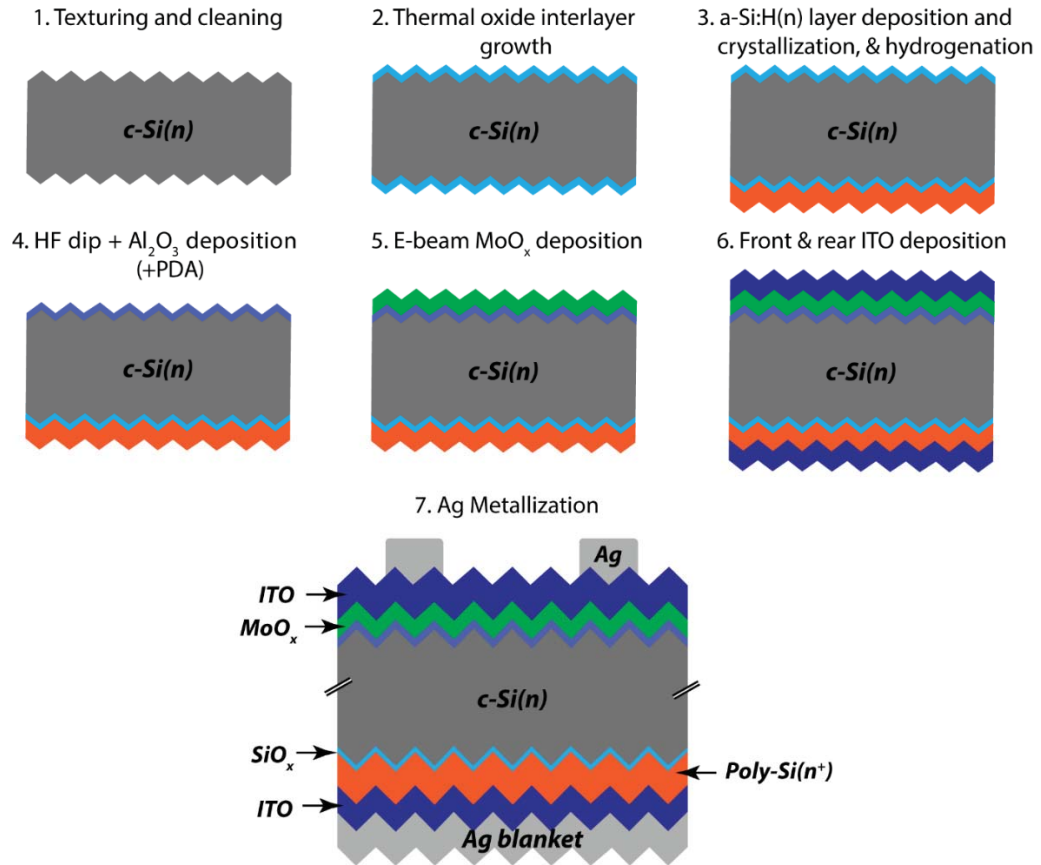 1. Texturing and cleaning
c-Si(n)
2. Thermal oxide interlayer
growth
c-Si(n)
3. a-Si:H(n) layer deposition and
crystallization, & hydrogenation
c-Si(n)
4. HF dip + Al₂O₃ deposition
(+PDA)
c-Si(n)
5. E-beam MoOₓ deposition
c-Si(n)
6. Front & rear ITO deposition
c-Si(n)
7. Ag Metallization
Ag
ITO
MoOₓ
c-Si(n)
SiOₓ
Poly-Si(n⁺)
ITO
Ag blanket